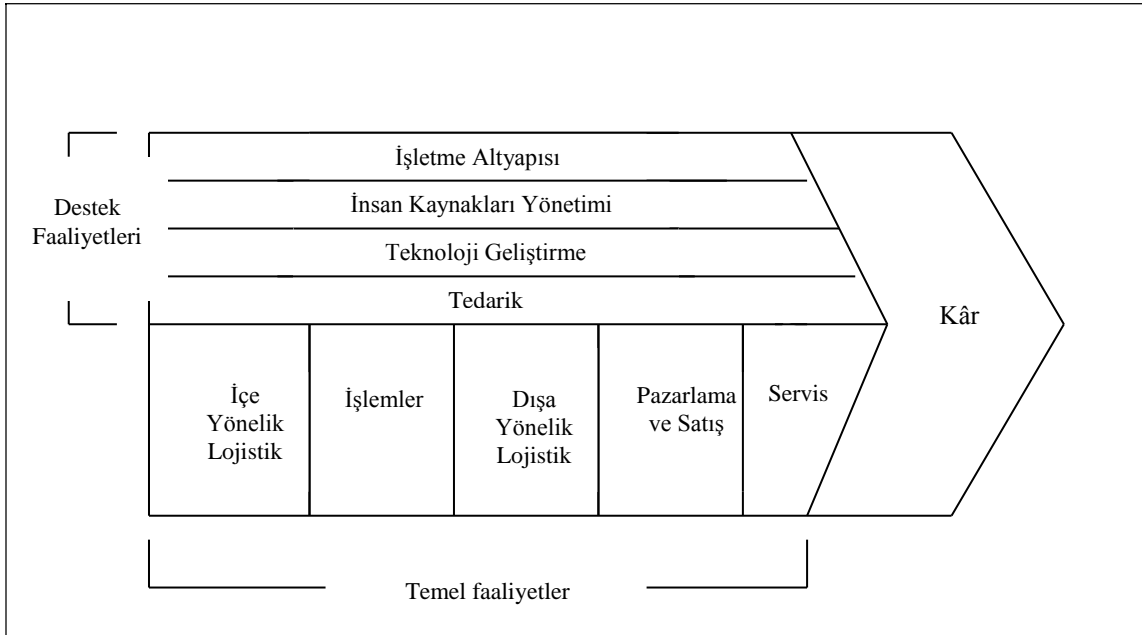 İşletme Altyapısı
İnsan Kaynakları Yönetimi
Destek
Faaliyetleri
Teknoloji Geliştirme
Tedarik
Kâr
İçe
Yönelik
Lojistik
İşlemler
Dışa
Yönelik
Lojistik
Pazarlama
ve Satış
Servis
Temel faaliyetler